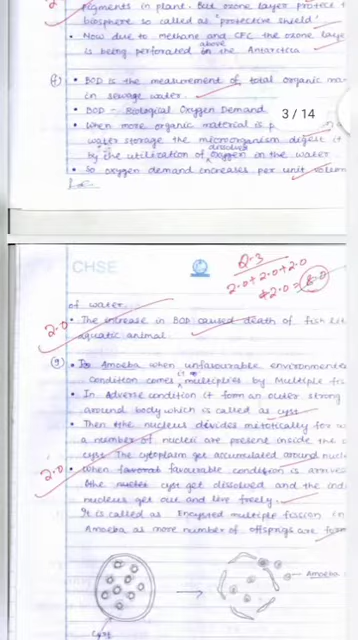 pigments in plant. But ozone layer protect t
biosphere so called as "protective shield"
• Now due to Methane and CFC the ozone laye
is being perforated above the Antarctica
f) • BOD is the measurement of total organic ma
in sewage water.
• BOD - Biological Oxygen Demand
3 / 14
• When more organic material is p
water storage the microorganism digest it
by the utilization of dissolved oxygen in the water.
• So oxygen demand increases per unit volum
CHSE
Q.3
2.0+2.0+2.0
+2.0 = 8.0
of water.
2.0
• The increase in BOD caused death of fish like
aquatic animal.
g) • In Amoeba when unfavourable environmenta
condition comes it multiplies by Multiple fis
• In Adverse condition it form an outer strong
around body which is called as cyst.
• Then the nucleus divides mitotically for
a number of nuclei are present inside the c
cyst. The cytoplasm get accumulated around nucl
2.0
• When favourable condition is arrives
the cyst get dissolved and the ind
nucleus get out and live freely.
It is called as Encysted multiple fission in
Amoeba as more number of offsprigs are form
Amoeba
Cyst